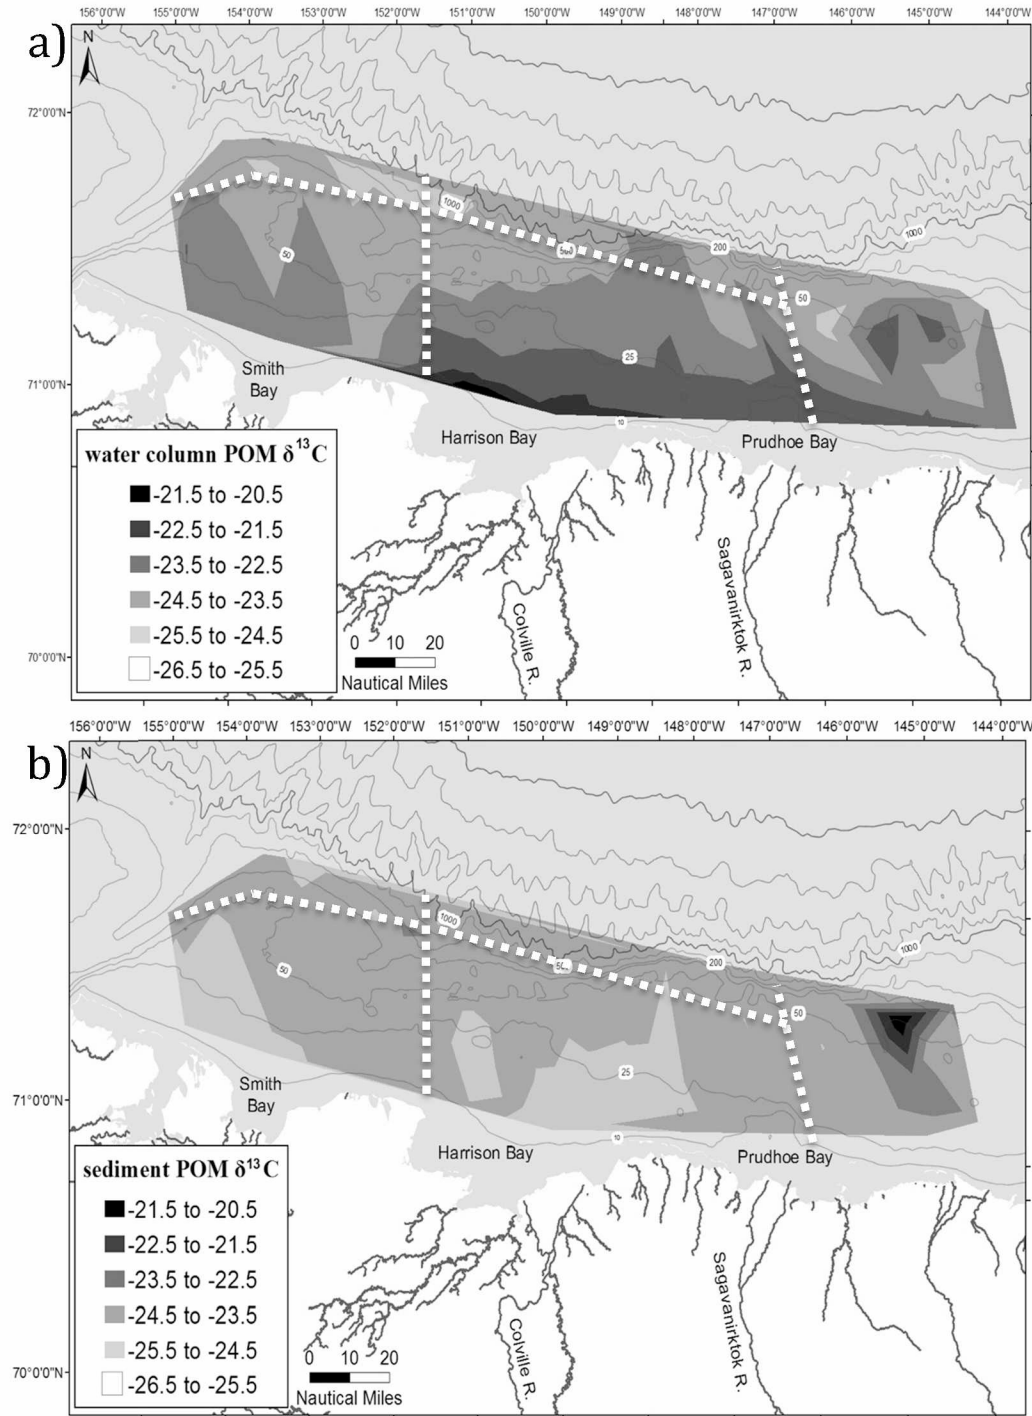 156°0'0"W 155°0'0"W 154°0'0"W 153°0'0"W 152°0'0"W 151°0'0"W 150°0'0"W 149°0'0"W 148°0'0"W 147°0'0"W 146°0'0"W 145°0'0"W 144°0'0"W
a)
N
72°0'0"N
1000
1000
200
500
50
50
25
71°0'0"N
Smith
Bay
10
Harrison Bay
Prudhoe Bay
water column POM δ13C
-21.5 to -20.5
-22.5 to -21.5
-23.5 to -22.5
-24.5 to -23.5
-25.5 to -24.5
-26.5 to -25.5
Colville R.
Sagavanirktok R.
0 10 20
Nautical Miles
70°0'0"N
156°0'0"W 155°0'0"W 154°0'0"W 153°0'0"W 152°0'0"W 151°0'0"W 150°0'0"W 149°0'0"W 148°0'0"W 147°0'0"W 146°0'0"W 145°0'0"W 144°0'0"W
b)
N
72°0'0"N
1000
1000
200
50
50
25
71°0'0"N
Smith
Bay
10
Harrison Bay
Prudhoe Bay
sediment POM δ13C
-21.5 to -20.5
-22.5 to -21.5
-23.5 to -22.5
-24.5 to -23.5
-25.5 to -24.5
-26.5 to -25.5
Colville R.
Sagavanirktok R.
0 10 20
Nautical Miles
70°0'0"N